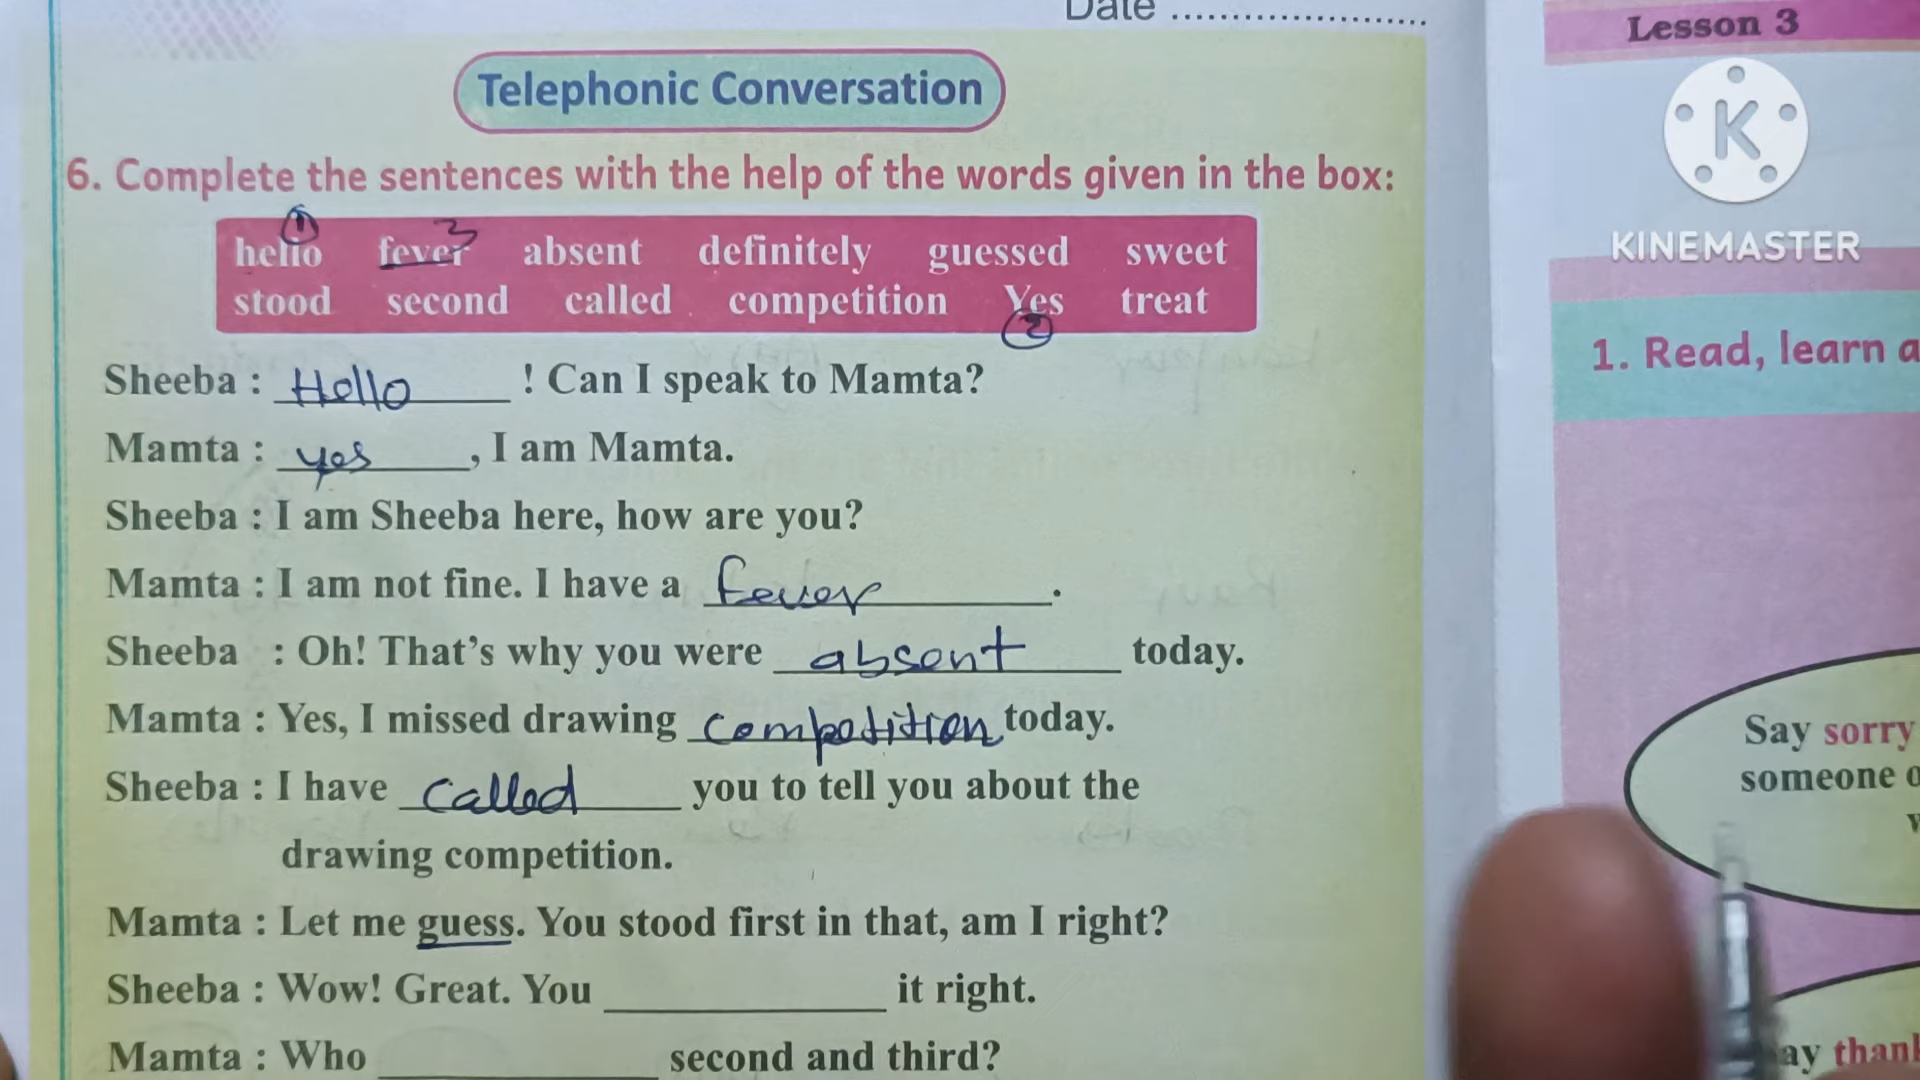 Date ........................
Telephonic Conversation
6. Complete the sentences with the help of the words given in the box:
1 3
hello fever absent definitely guessed sweet
stood second called competition Yes treat
2
Sheeba : Hello ! Can I speak to Mamta?
Mamta : yes , I am Mamta.
Sheeba : I am Sheeba here, how are you?
Mamta : I am not fine. I have a fever .
Sheeba : Oh! That's why you were absent today.
Mamta : Yes, I missed drawing competition today.
Sheeba : I have called you to tell you about the
drawing competition.
Mamta : Let me guess. You stood first in that, am I right?
Sheeba : Wow! Great. You ____________ it right.
Mamta : Who ____________ second and third?
Lesson 3
K
KINEMASTER
1. Read, learn a
Say sorry
someone o
ay thank